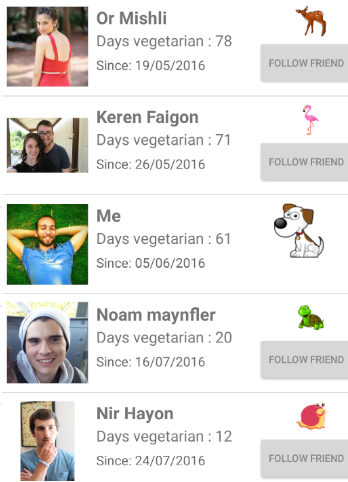 Or Mishli
Days vegetarian : 78
Since: 19/05/2016
FOLLOW FRIEND
Keren Faigon
Days vegetarian : 71
Since: 26/05/2016
FOLLOW FRIEND
Me
Days vegetarian : 61
Since: 05/06/2016
Noam maynfler
Days vegetarian : 20
Since: 16/07/2016
FOLLOW FRIEND
Nir Hayon
Days vegetarian : 12
Since: 24/07/2016
FOLLOW FRIEND